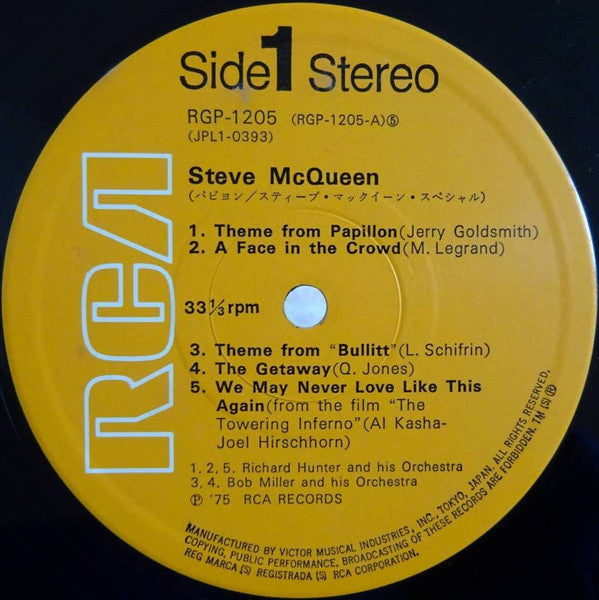 Side 1 Stereo
RGP-1205 (RGP-1205-A)⑤
(JPL1-0393)
RCA
Steve McQueen
(パピヨン/スティーブ・マックイーン・スペシャル)
1. Theme from Papillon(Jerry Goldsmith)
2. A Face in the Crowd(M. Legrand)
33⅓ rpm
3. Theme from "Bullitt"(L. Schifrin)
4. The Getaway(Q. Jones)
5. We May Never Love Like This
Again(from the film "The
Towering Inferno"(Al Kasha-
Joel Hirschhorn)
1, 2, 5. Richard Hunter and his Orchestra
3, 4. Bob Miller and his Orchestra
Ⓟ '75 RCA RECORDS
MANUFACTURED BY VICTOR MUSICAL INDUSTRIES, INC., TOKYO, JAPAN. ALL RIGHTS RESERVED.
COPYING, PUBLIC PERFORMANCE, BROADCASTING OF THESE RECORDS ARE FORBIDDEN. TM (S) ®
REG MARCA (S) REGISTRADA (S) RCA CORPORATION.